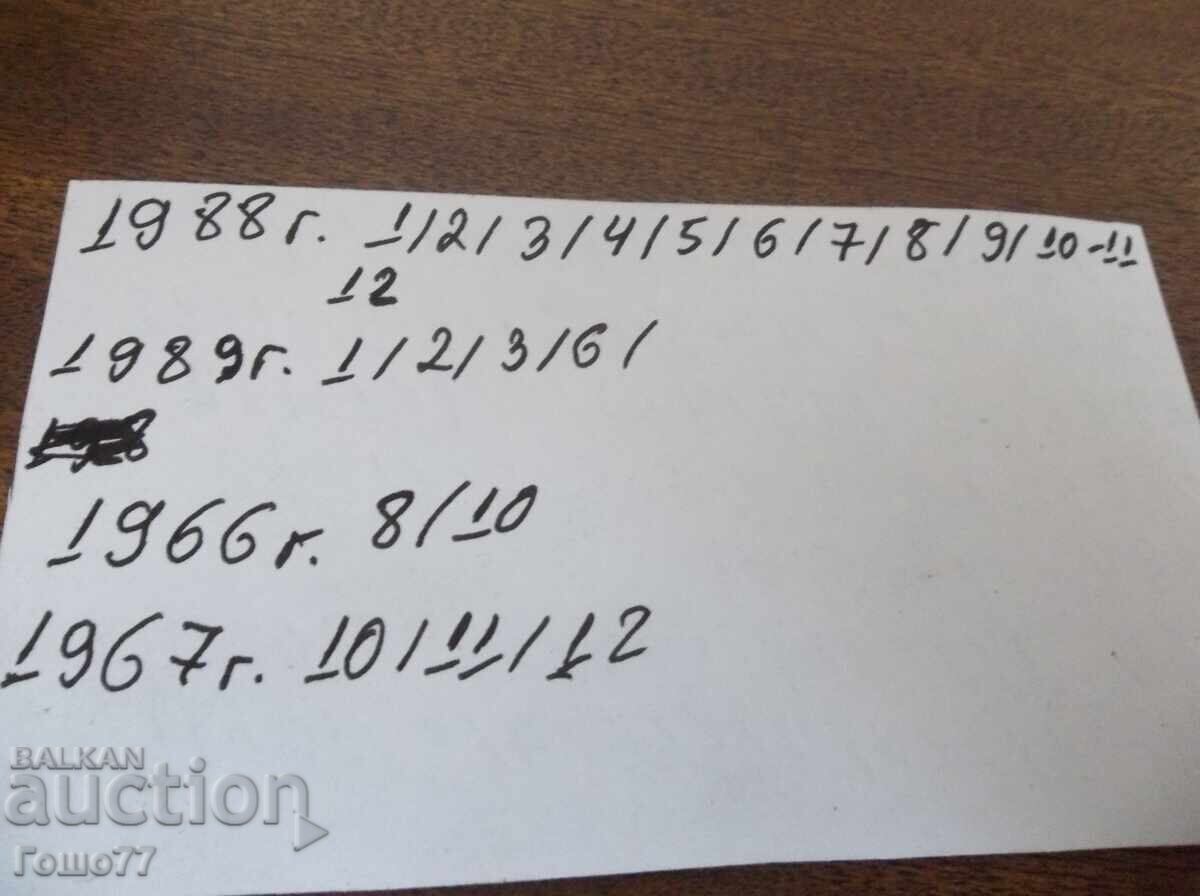 1988г. 1/2/3/4/5/6/7/8/9/10-11
12
1989г. 1/2/3/6/
1966г. 8/10
1967г. 10/11/12
BALKAN
auction
Гошо77